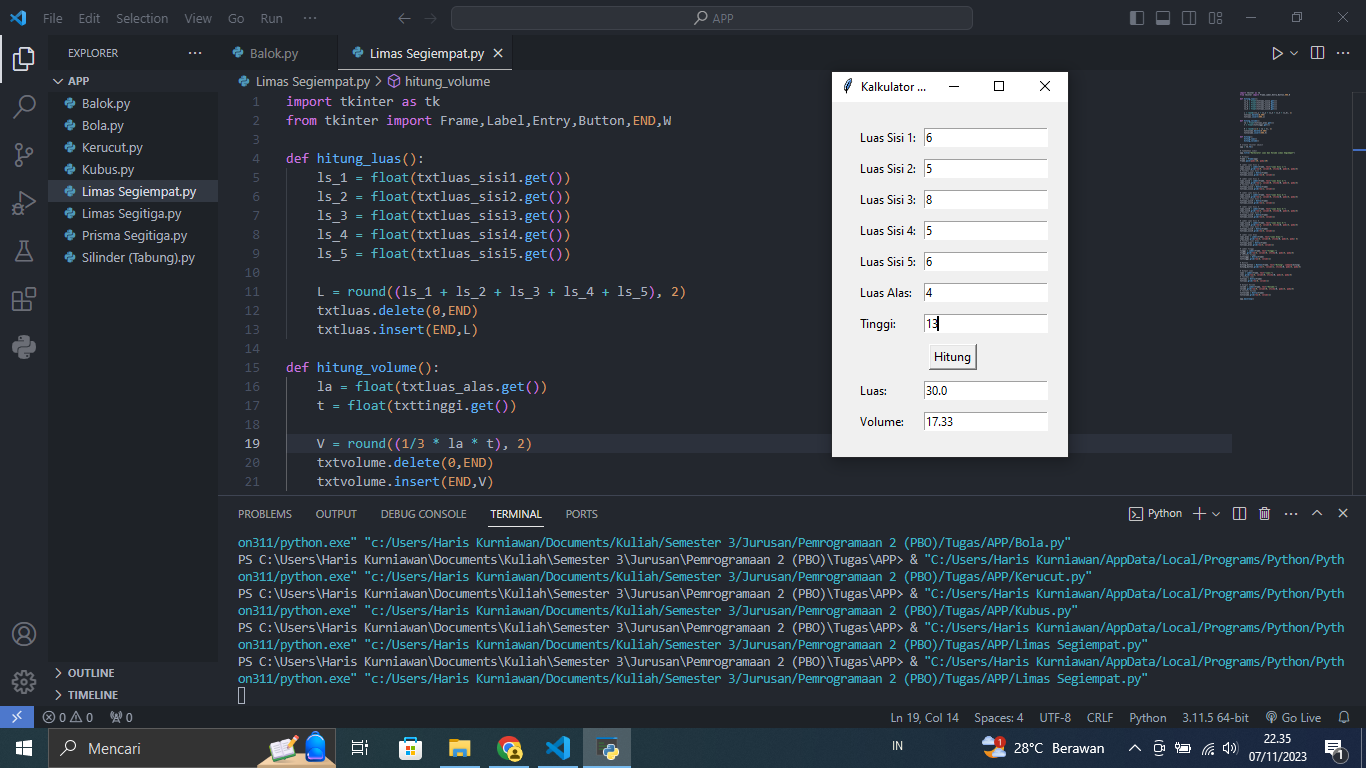 File Edit Selection View Go Run ··· APP
EXPLORER ···
APP
Balok.py
Bola.py
Kerucut.py
Kubus.py
Limas Segiempat.py
Limas Segitiga.py
Prisma Segitiga.py
Silinder (Tabung).py
OUTLINE
TIMELINE
Balok.py Limas Segiempat.py
Limas Segiempat.py > hitung_volume
1 import tkinter as tk
2 from tkinter import Frame,Label,Entry,Button,END,W
3
4 def hitung_luas():
5 ls_1 = float(txtluas_sisi1.get())
6 ls_2 = float(txtluas_sisi2.get())
7 ls_3 = float(txtluas_sisi3.get())
8 ls_4 = float(txtluas_sisi4.get())
9 ls_5 = float(txtluas_sisi5.get())
10
11 L = round((ls_1 + ls_2 + ls_3 + ls_4 + ls_5), 2)
12 txtluas.delete(0,END)
13 txtluas.insert(END,L)
14
15 def hitung_volume():
16 la = float(txtluas_alas.get())
17 t = float(txttinggi.get())
18
19 V = round((1/3 * la * t), 2)
20 txtvolume.delete(0,END)
21 txtvolume.insert(END,V)
Kalkulator ...
Luas Sisi 1: 6
Luas Sisi 2: 5
Luas Sisi 3: 8
Luas Sisi 4: 5
Luas Sisi 5: 6
Luas Alas: 4
Tinggi: 13
Hitung
Luas: 30.0
Volume: 17.33
PROBLEMS OUTPUT DEBUG CONSOLE TERMINAL PORTS Python
on311/python.exe" "c:/Users/Haris Kurniawan/Documents/Kuliah/Semester 3/Jurusan/Pemrogramaan 2 (PBO)/Tugas/APP/Bola.py"
PS C:\Users\Haris Kurniawan\Documents\Kuliah\Semester 3\Jurusan\Pemrogramaan 2 (PBO)\Tugas\APP> & "C:/Users/Haris Kurniawan/AppData/Local/Programs/Python/Pyth
on311/python.exe" "c:/Users/Haris Kurniawan/Documents/Kuliah/Semester 3/Jurusan/Pemrogramaan 2 (PBO)/Tugas/APP/Kerucut.py"
PS C:\Users\Haris Kurniawan\Documents\Kuliah\Semester 3\Jurusan\Pemrogramaan 2 (PBO)\Tugas\APP> & "C:/Users/Haris Kurniawan/AppData/Local/Programs/Python/Pyth
on311/python.exe" "c:/Users/Haris Kurniawan/Documents/Kuliah/Semester 3/Jurusan/Pemrogramaan 2 (PBO)/Tugas/APP/Kubus.py"
PS C:\Users\Haris Kurniawan\Documents\Kuliah\Semester 3\Jurusan\Pemrogramaan 2 (PBO)\Tugas\APP> & "C:/Users/Haris Kurniawan/AppData/Local/Programs/Python/Pyth
on311/python.exe" "c:/Users/Haris Kurniawan/Documents/Kuliah/Semester 3/Jurusan/Pemrogramaan 2 (PBO)/Tugas/APP/Limas Segiempat.py"
PS C:\Users\Haris Kurniawan\Documents\Kuliah\Semester 3\Jurusan\Pemrogramaan 2 (PBO)\Tugas\APP> & "C:/Users/Haris Kurniawan/AppData/Local/Programs/Python/Pyth
on311/python.exe" "c:/Users/Haris Kurniawan/Documents/Kuliah/Semester 3/Jurusan/Pemrogramaan 2 (PBO)/Tugas/APP/Limas Segiempat.py"
0 0 0 Ln 19, Col 14 Spaces: 4 UTF-8 CRLF Python 3.11.5 64-bit Go Live
Mencari IN 1 28°C Berawan 22.35 1
07/11/2023